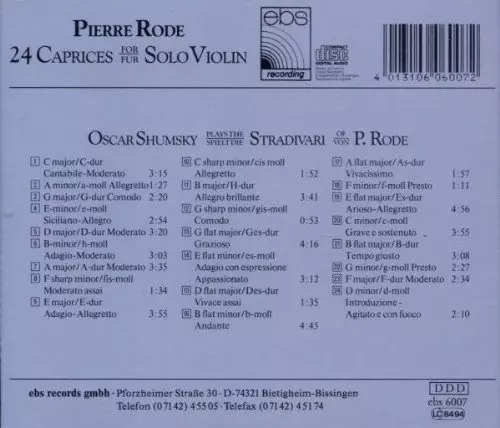 PIERRE RODE
24 CAPRICES FOR FÜR SOLO VIOLIN
ebs
recording
COMPACT
disc
DIGITAL AUDIO
4 013106 060072
OSCAR SHUMSKY PLAYS THE SPIELT DIE STRADIVARI OF VON P. RODE
1 C major/C-dur
Cantabile-Moderato 3:15
2 A minor/a-moll Allegretto 1:27
3 G major/G-dur Comodo 2:20
4 E-minor/e-moll
Siciliano-Allegro 2:54
5 D major/D-dur Moderato 3:20
6 B-minor/h-moll
Adagio-Moderato 3:03
7 A major/A-dur Moderato 3:35
8 F sharp minor/fis-moll
Moderato assai 1:34
9 E major/E-dur
Adagio-Allegretto 3:55
10 C sharp minor/cis moll
Allegretto 1:52
11 B major/H-dur
Allegro brillante 3:41
12 G sharp minor/gis-moll
Comodo 0:53
13 G flat major/Ges-dur
Grazioso 4:16
14 E flat minor/es-moll
Adagio con espressione
Appassionato 3:12
15 D flat major/Des-dur
Vivace assai 1:35
16 B flat minor/b-moll
Andante 4:45
17 A flat major/As-dur
Vivacissimo 1:57
18 F minor/f-moll Presto 1:11
19 E flat major/Es-dur
Arioso-Allegretto 4:56
20 C minor/c-moll
Grave e sostenuto 3:55
21 B flat major/B-dur
Tempo giusto 3:08
22 G minor/g-moll Presto 2:27
23 F major/F-dur Moderato 2:34
24 D minor/d-moll
Introduzione-
Agitato e con fuoco 2:10
ebs records gmbh · Pforzheimer Straße 30 · D-74321 Bietigheim-Bissingen
Telefon (07142) 45505 · Telefax (07142) 45174
DDD
ebs 6007
LC 8494